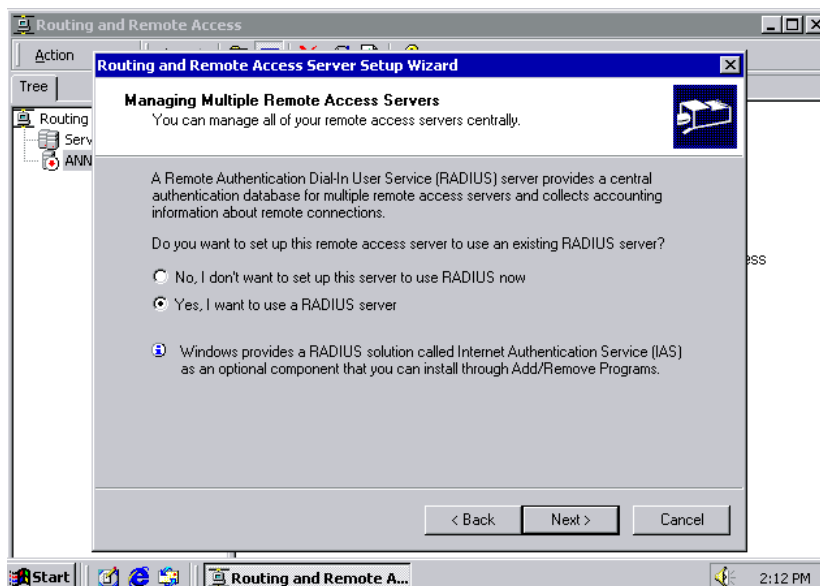 Routing and Remote Access
Action
Tree
Routing
Serv
ANN
Routing and Remote Access Server Setup Wizard
Managing Multiple Remote Access Servers
You can manage all of your remote access servers centrally.
A Remote Authentication Dial-In User Service (RADIUS) server provides a central
authentication database for multiple remote access servers and collects accounting
information about remote connections.
Do you want to set up this remote access server to use an existing RADIUS server?
No, I don't want to set up this server to use RADIUS now
Yes, I want to use a RADIUS server
Windows provides a RADIUS solution called Internet Authentication Service (IAS)
as an optional component that you can install through Add/Remove Programs.
< Back
Next >
Cancel
Start
Routing and Remote A...
2:12 PM